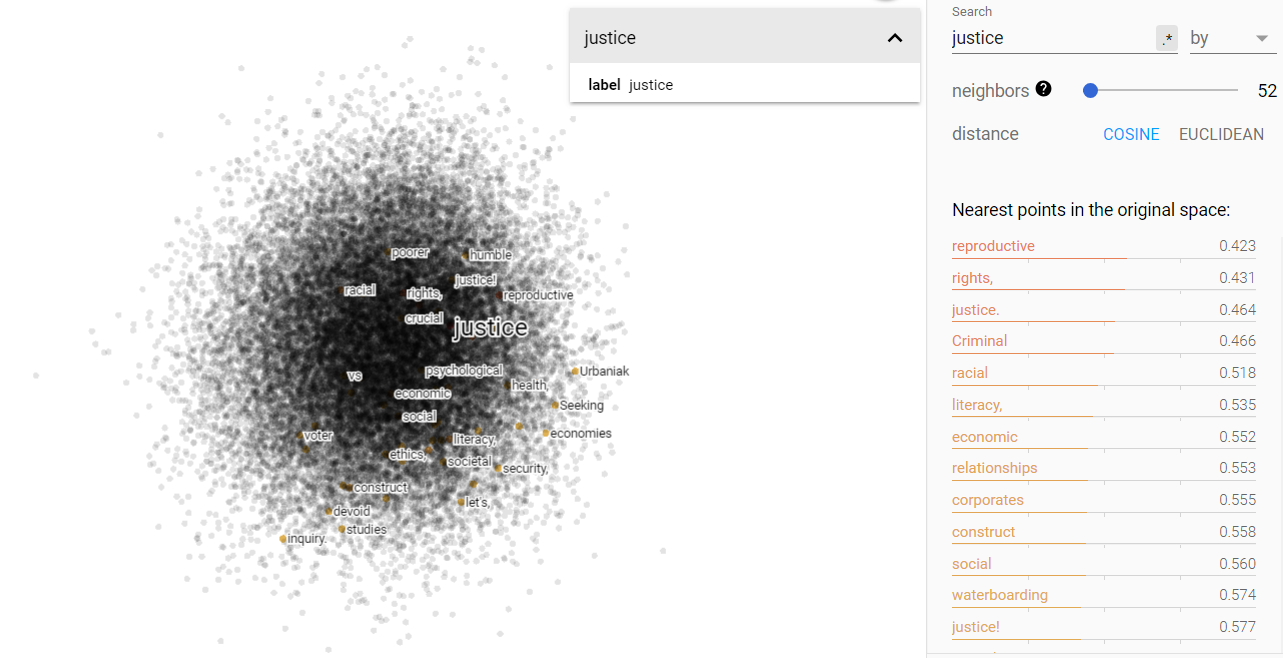 justice
label justice
poorer
humble
justice!
racial
rights,
reproductive
crucial
justice
vs
psychological
Urbaniak
health,
economic
Seeking
social
voter
literacy,
economies
ethics,
societal
security,
construct
let's,
devoid
studies
inquiry.
Search
justice .* by
neighbors ? 52
distance COSINE EUCLIDEAN
Nearest points in the original space:
reproductive 0.423
rights, 0.431
justice. 0.464
Criminal 0.466
racial 0.518
literacy, 0.535
economic 0.552
relationships 0.553
corporates 0.555
construct 0.558
social 0.560
waterboarding 0.574
justice! 0.577